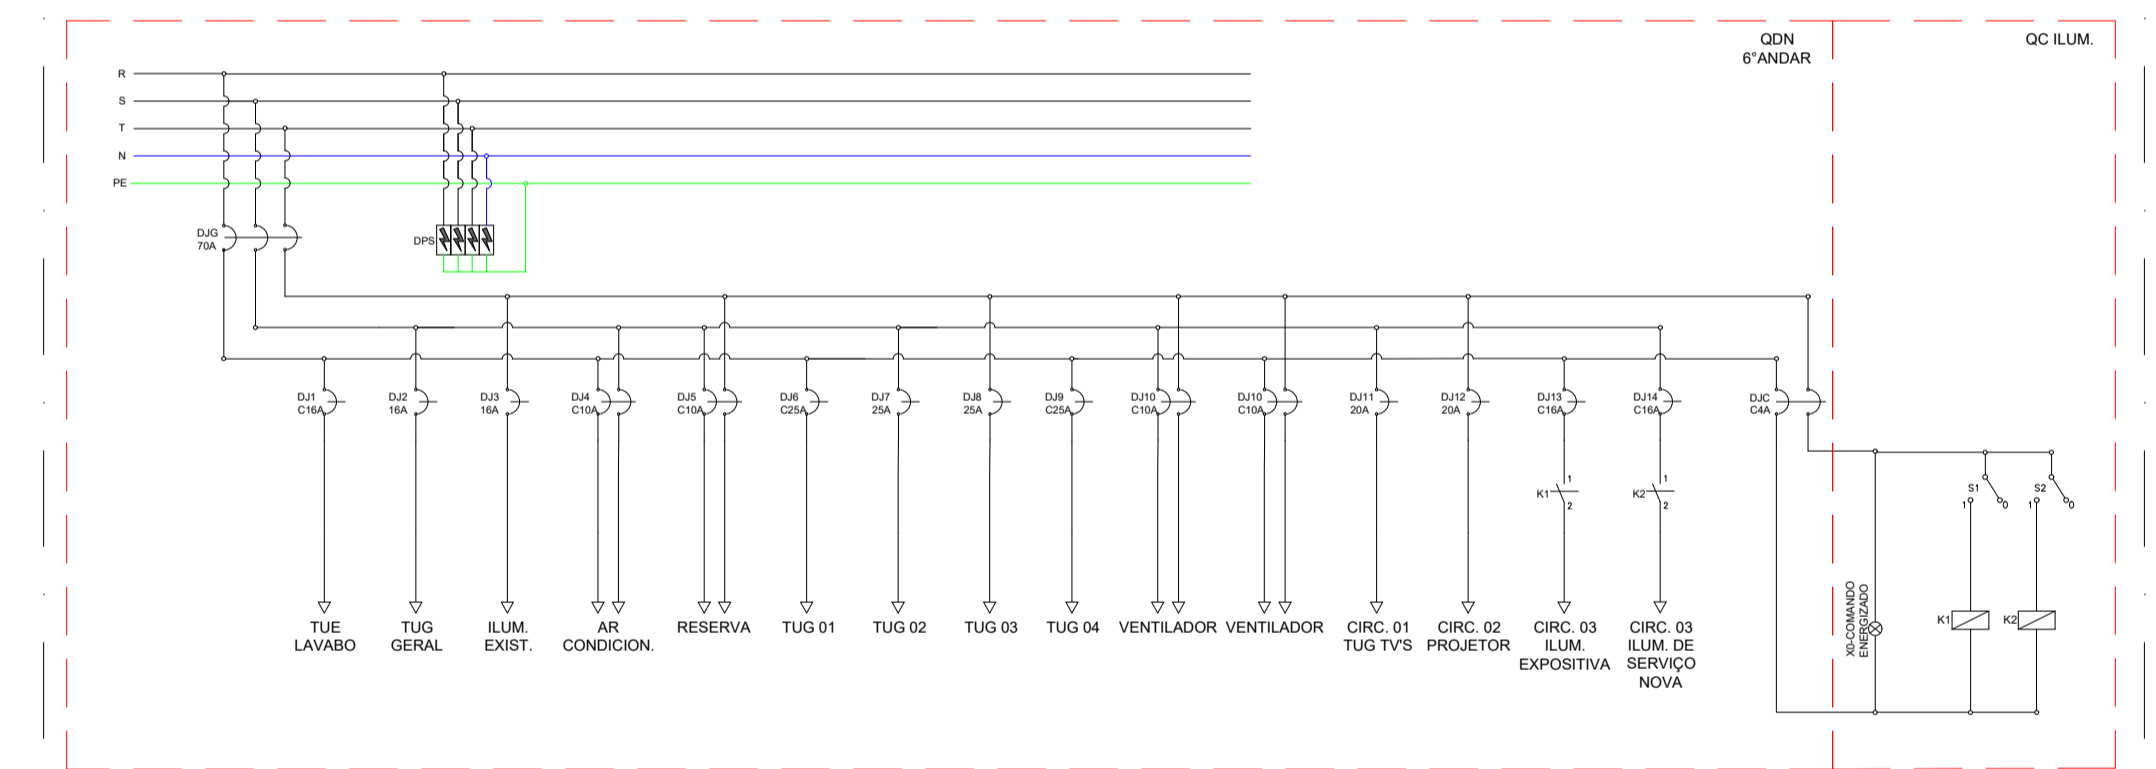 QDN
6°ANDAR
QC ILUM.
R
S
T
N
PE
DJG
70A
DPS
DJ1
C16A
DJ2
16A
DJ3
16A
DJ4
C10A
DJ5
C10A
DJ6
C25A
DJ7
25A
DJ8
25A
DJ9
C25A
DJ10
C10A
DJ10
C10A
DJ11
20A
DJ12
20A
DJ13
C16A
DJ14
C16A
DJC
C4A
K1
1
2
K2
1
2
S1
1
0
S2
1
0
X0-COMANDO
ENERGIZADO
K1
K2
TUE
LAVABO
TUG
GERAL
ILUM.
EXIST.
AR
CONDICION.
RESERVA
TUG 01
TUG 02
TUG 03
TUG 04
VENTILADOR
VENTILADOR
CIRC. 01
TUG TV'S
CIRC. 02
PROJETOR
CIRC. 03
ILUM.
EXPOSITIVA
CIRC. 03
ILUM. DE
SERVIÇO
NOVA